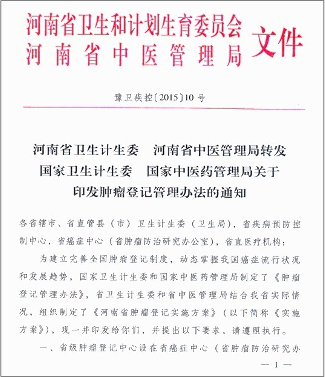 河南省卫生和计划生育委员会
河南省中医管理局
文件
豫卫疾控[2015]10号
河南省卫生计生委 河南省中医管理局转发
国家卫生计生委 国家中医药管理局关于
印发肿瘤登记管理办法的通知
各省辖市、省直管县（市）卫生计生委（卫生局），省疾病预防控
制中心，省癌症中心（省肿瘤防治研究办公室），省直医疗机构：
为建立完善全国肿瘤登记制度，动态掌握我国癌症流行状况
和发展趋势，国家卫生计生委和国家中医药管理局制定了《肿瘤
登记管理办法》，省卫生计生委和省中医管理局结合我省实际情
况，组织制定了《河南省肿瘤登记实施方案》（以下简称《实施
方案》），现一并印发给你们，并提出以下要求，请遵照执行。
一、省级肿瘤登记中心设在省癌症中心（省肿瘤防治研究办
— 1 —